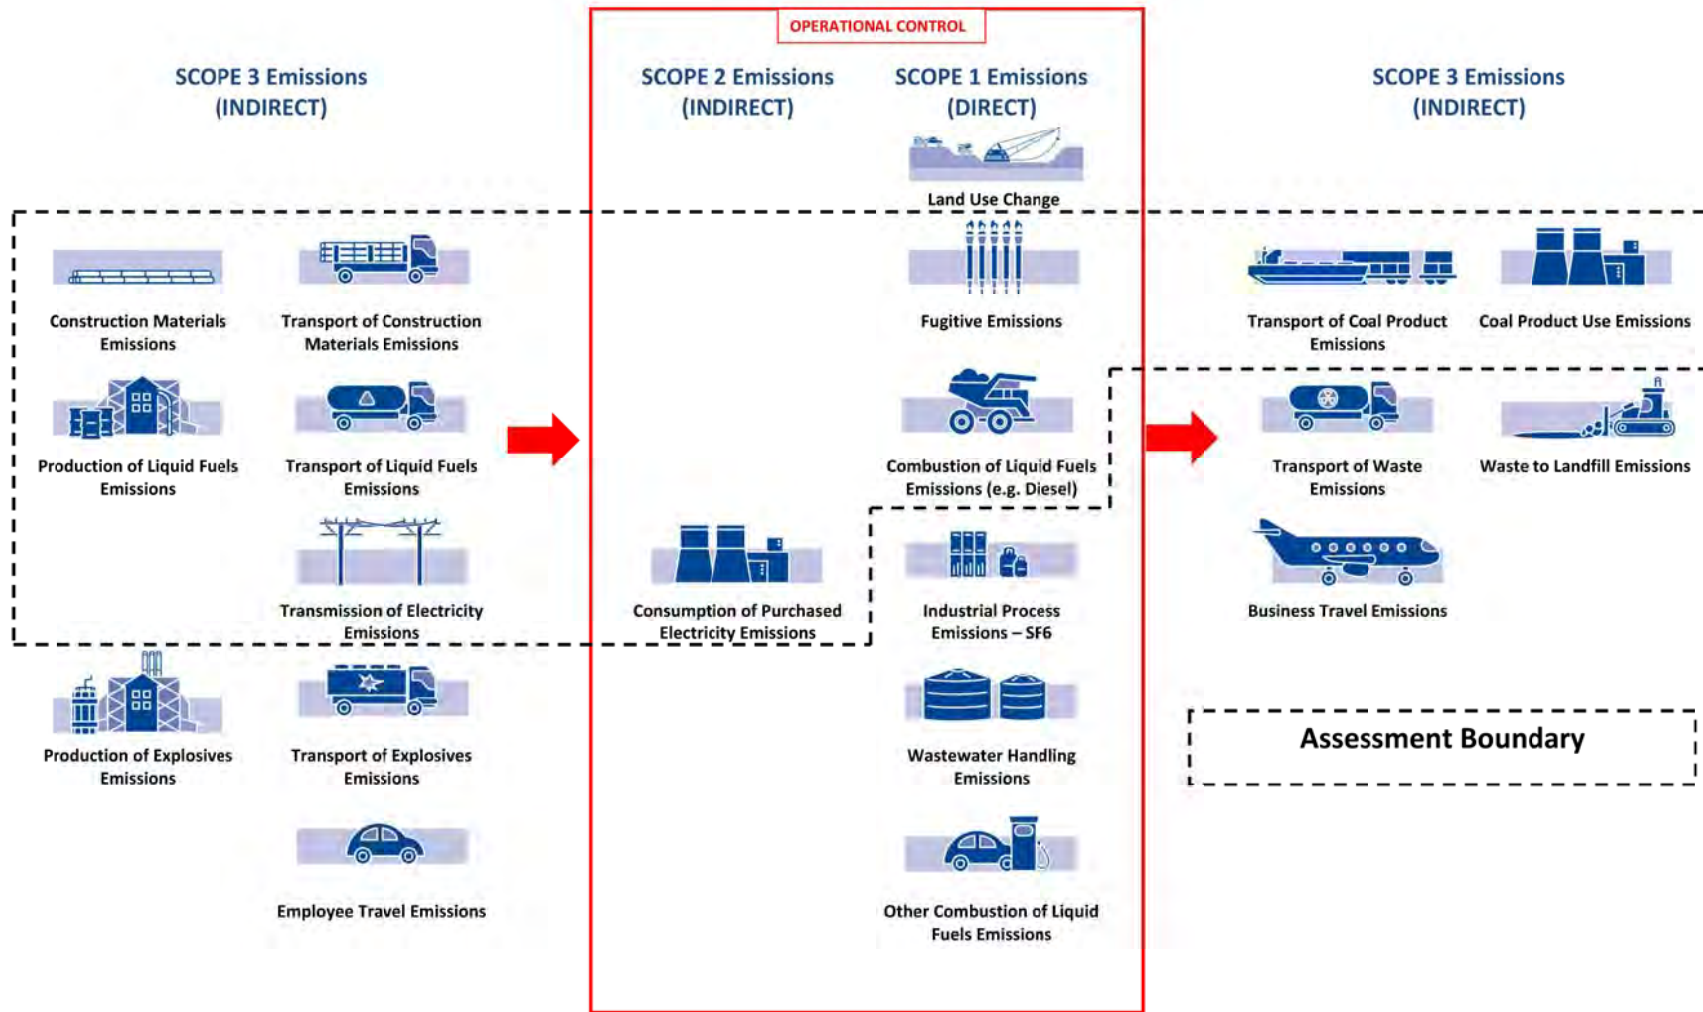 OPERATIONAL CONTROL
SCOPE 3 Emissions
(INDIRECT)
SCOPE 2 Emissions
(INDIRECT)
SCOPE 1 Emissions
(DIRECT)
SCOPE 3 Emissions
(INDIRECT)
Land Use Change
Construction Materials
Emissions
Transport of Construction
Materials Emissions
Fugitive Emissions
Transport of Coal Product
Emissions
Coal Product Use Emissions
Production of Liquid Fuels
Emissions
Transport of Liquid Fuels
Emissions
Combustion of Liquid Fuels
Emissions (e.g. Diesel)
Transport of Waste
Emissions
Waste to Landfill Emissions
Transmission of Electricity
Emissions
Consumption of Purchased
Electricity Emissions
Industrial Process
Emissions – SF6
Business Travel Emissions
Production of Explosives
Emissions
Transport of Explosives
Emissions
Wastewater Handling
Emissions
Assessment Boundary
Employee Travel Emissions
Other Combustion of Liquid
Fuels Emissions